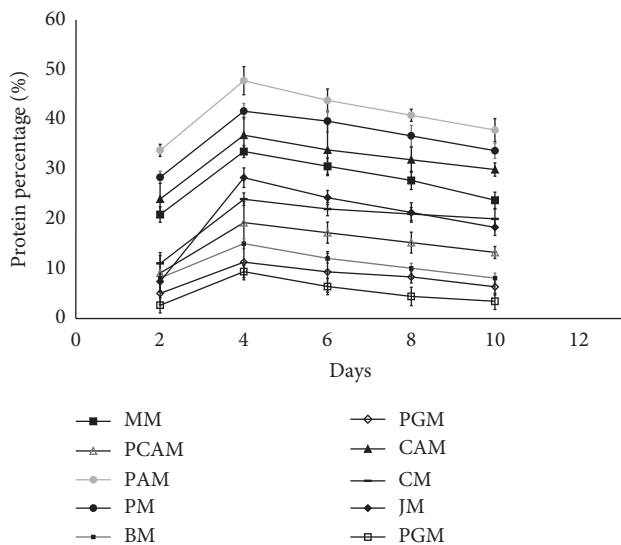 60
50
40
30
20
10
0
Protein percentage (%)
0 2 4 6 8 10 12
Days
MM PGM
PCAM CAM
PAM CM
PM JM
BM PGM